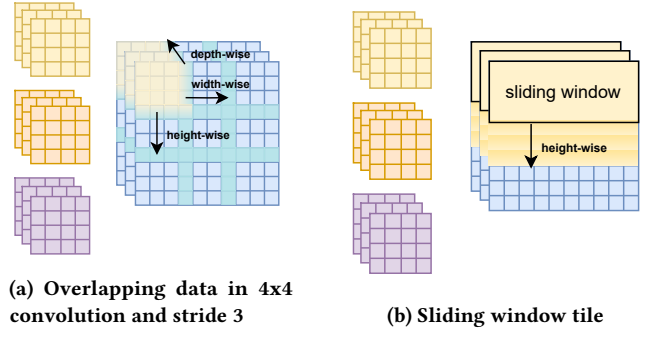 depth-wise
width-wise
height-wise
sliding window
height-wise
(a) Overlapping data in 4x4
convolution and stride 3
(b) Sliding window tile